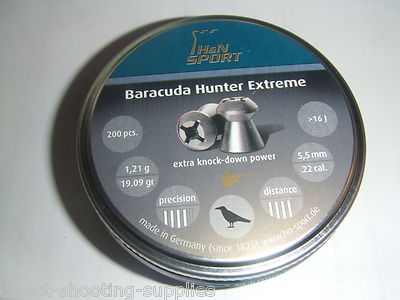 H&N
SPORT
Baracuda Hunter Extreme
200 pcs.
>16 J
extra knock-down power
1,21 g
19.09 gr
5,5 mm
.22 cal.
precision
distance
made in Germany (since 1825) www.hn-sport.de
direct-shooting-supplies